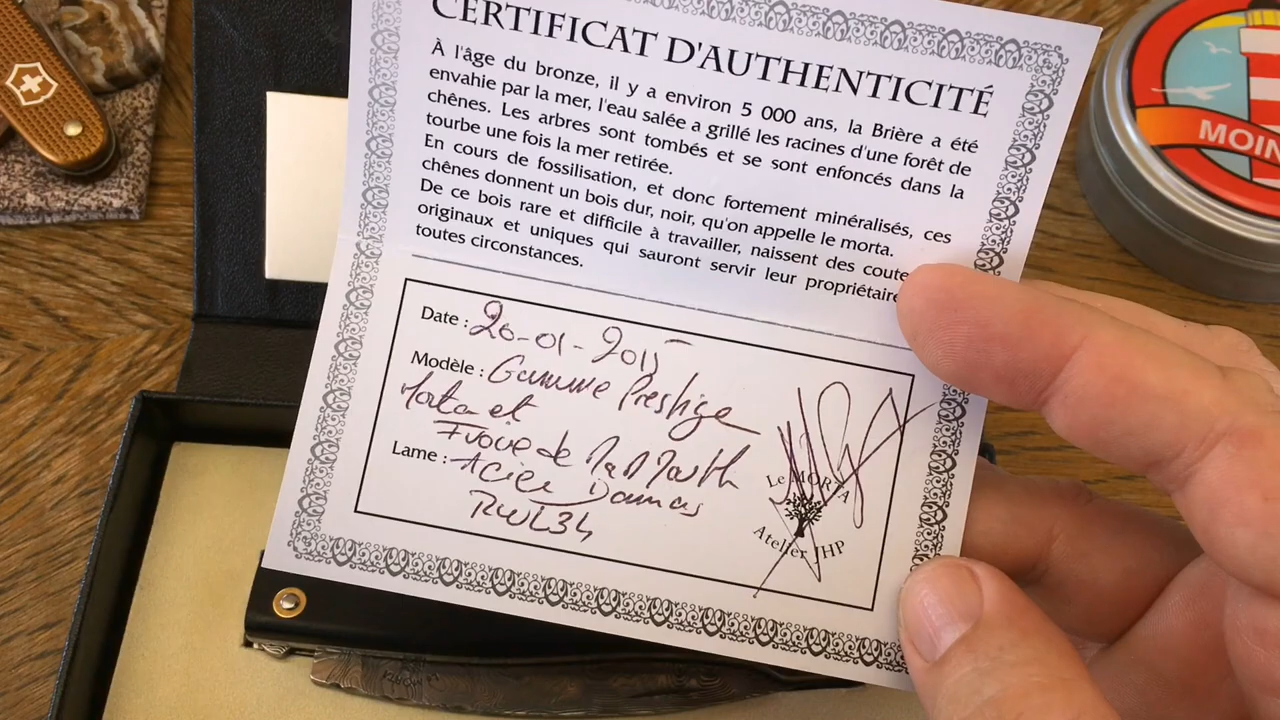 CERTIFICAT D'AUTHENTICITÉ
À l'âge du bronze, il y a environ 5 000 ans, la Brière a été
envahie par la mer, l'eau salée a grillé les racines d'une forêt de
chênes. Les arbres sont tombés et se sont enfoncés dans la
tourbe une fois la mer retirée.
En cours de fossilisation, et donc fortement minéralisés, ces
chênes donnent un bois dur, noir, qu'on appelle le morta.
De ce bois rare et difficile à travailler, naissent des coute
originaux et uniques qui sauront servir leur propriétaire
toutes circonstances.
Date : 20-01-2015
Modèle : Gamme Prestige
Morta et
Ivoire de Mammouth
Lame : Acier Damas
RWL34
Le MORTA
Atelier JHP
MOIN